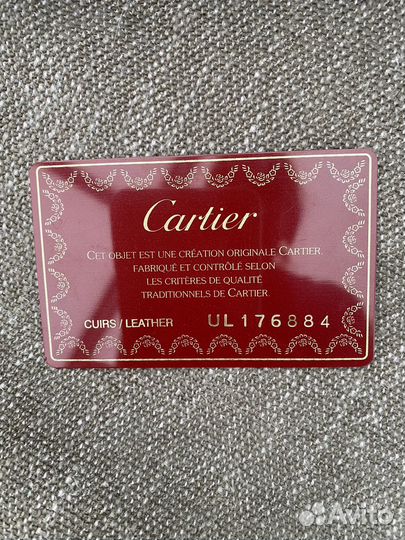 Cartier
CET OBJET EST UNE CRÉATION ORIGINALE CARTIER,
FABRIQUÉ ET CONTRÔLÉ SELON
LES CRITÈRES DE QUALITÉ
TRADITIONNELS DE CARTIER.
CUIRS / LEATHER UL176884
Avito